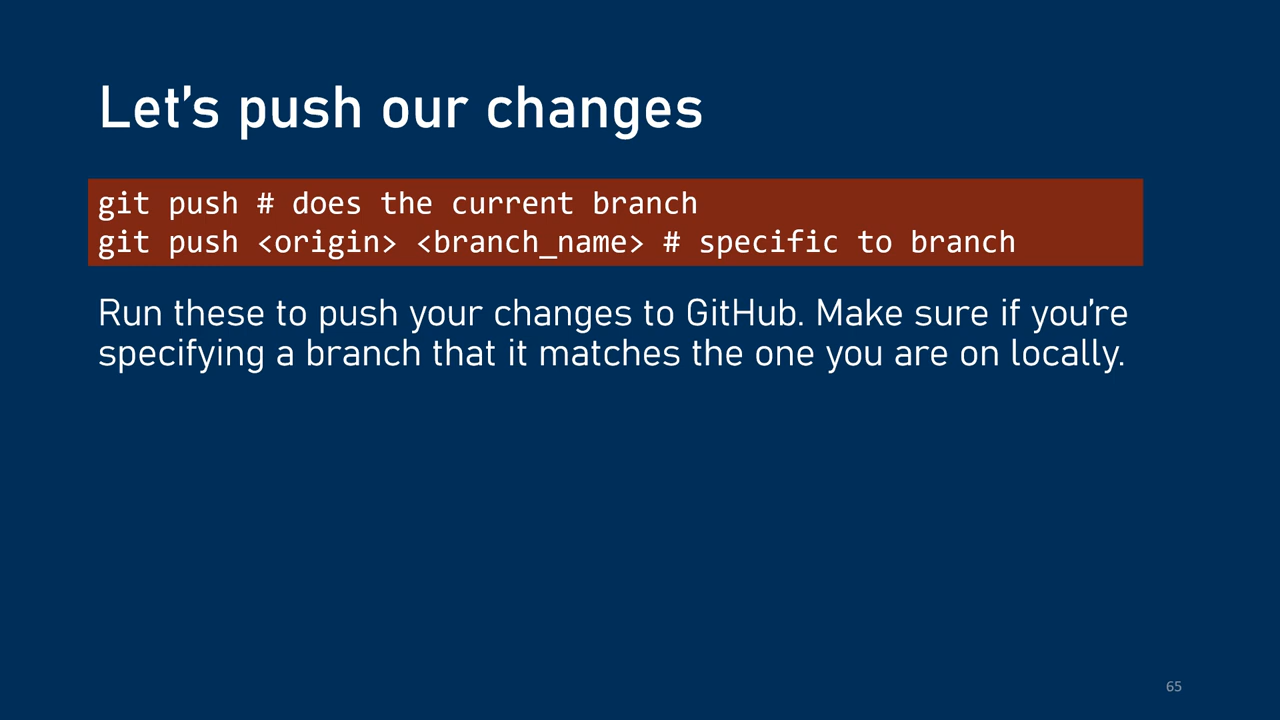 Let’s push our changes
git push # does the current branch
git push <origin> <branch_name> # specific to branch
Run these to push your changes to GitHub. Make sure if you’re
specifying a branch that it matches the one you are on locally.
65